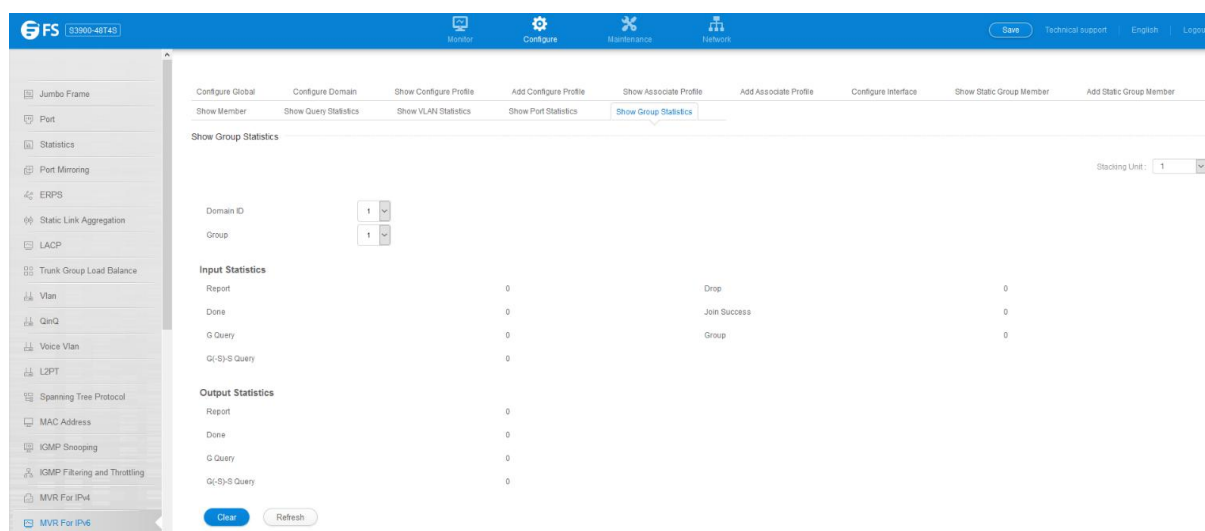 FS S3900-48T4S Monitor Configure Maintenance Network Save Technical support English
Jumbo Frame
Port
Statistics
Port Mirroring
ERPS
Static Link Aggregation
LACP
Trunk Group Load Balance
Vlan
QinQ
Voice Vlan
L2PT
Spanning Tree Protocol
MAC Address
IGMP Snooping
IGMP Filtering and Throttling
MVR For IPv4
MVR For IPv6
Configure Global Configure Domain Show Configure Profile Add Configure Profile Show Associate Profile Add Associate Profile Configure Interface Show Static Group Member Add Static Group Member
Show Member Show Query Statistics Show VLAN Statistics Show Port Statistics Show Group Statistics
Show Group Statistics
Stacking Unit : 1
Domain ID 1
Group 1
Input Statistics
Report 0 Drop 0
Done 0 Join Success 0
G Query 0 Group 0
G(-S)-S Query 0
Output Statistics
Report 0
Done 0
G Query 0
G(-S)-S Query 0
Clear Refresh